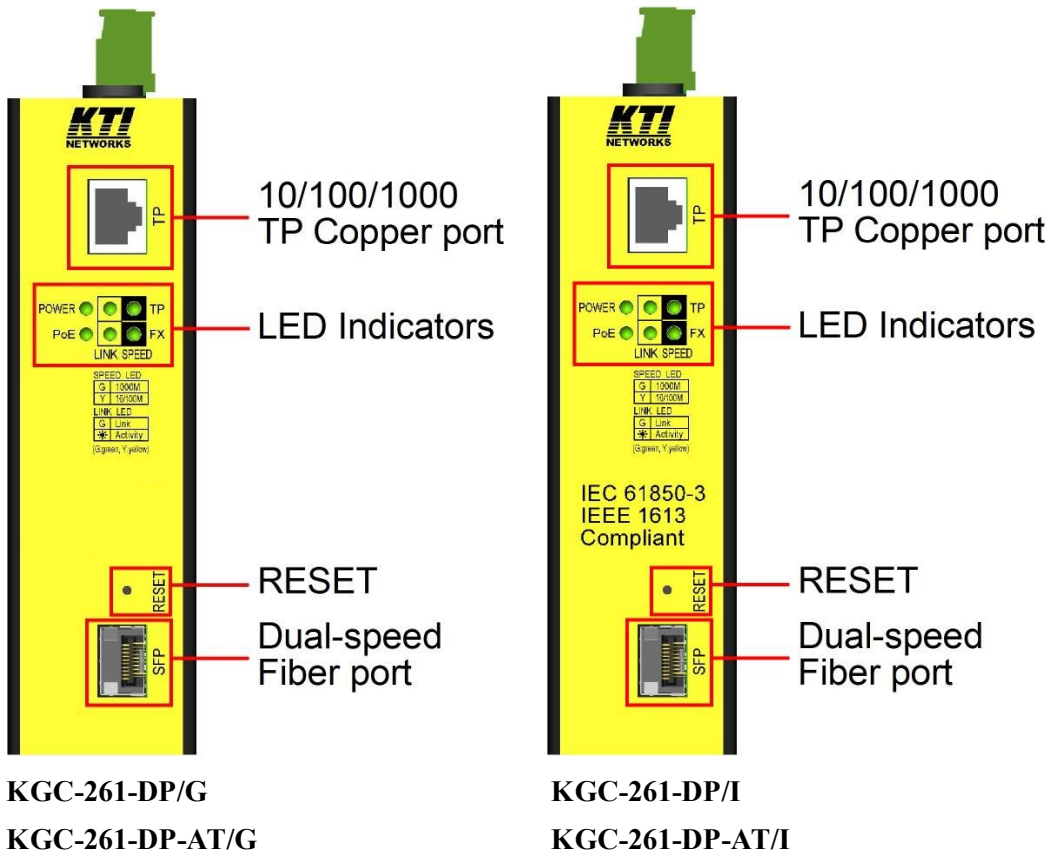 KTI
NETWORKS
TP
10/100/1000
TP Copper port
POWER TP
PoE FX
LINK SPEED
LED Indicators
SPEED LED
G 1000M
Y 10/100M
LINK LED
G Link
Activity
(G:green, Y:yellow)
RESET
RESET
SFP
Dual-speed
Fiber port
KGC-261-DP/G
KGC-261-DP-AT/G
KTI
NETWORKS
TP
10/100/1000
TP Copper port
POWER TP
PoE FX
LINK SPEED
LED Indicators
SPEED LED
G 1000M
Y 10/100M
LINK LED
G Link
Activity
(G:green, Y:yellow)
IEC 61850-3
IEEE 1613
Compliant
RESET
RESET
SFP
Dual-speed
Fiber port
KGC-261-DP/I
KGC-261-DP-AT/I